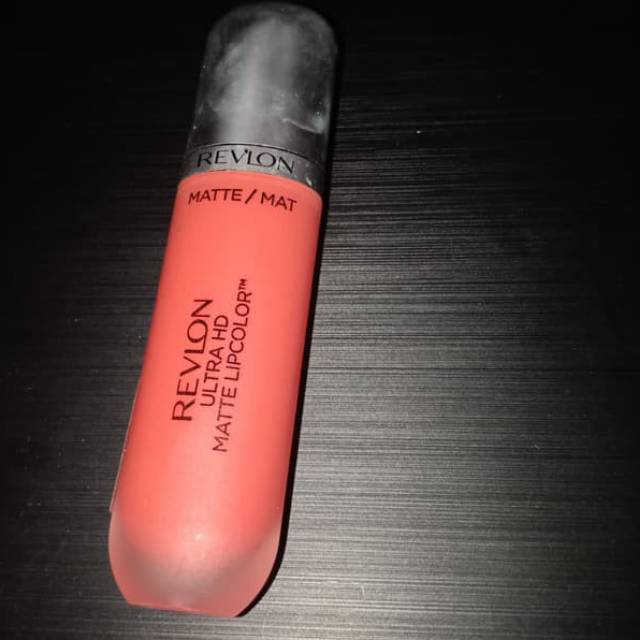 REVLON
MATTE / MAT
REVLON
ULTRA HD
MATTE LIPCOLOR™